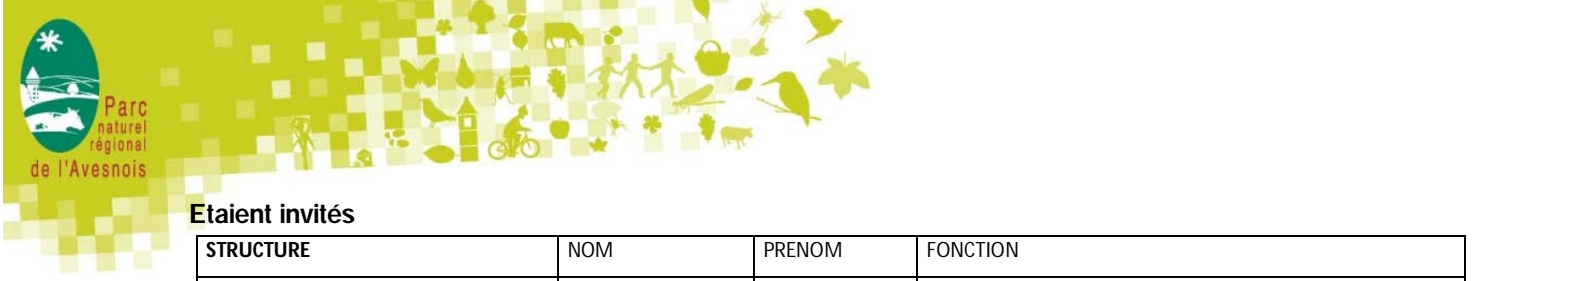 Parc
naturel
régional
de l'Avesnois
Etaient invités
STRUCTURE NOM PRENOM FONCTION